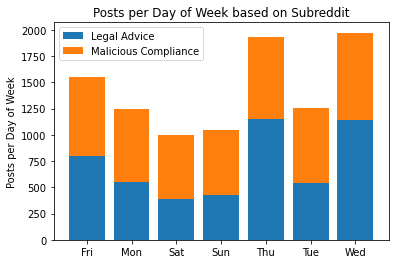 Posts per Day of Week based on Subreddit
Legal Advice
Malicious Compliance
Posts per Day of Week
2000
1750
1500
1250
1000
750
500
250
0
Fri Mon Sat Sun Thu Tue Wed